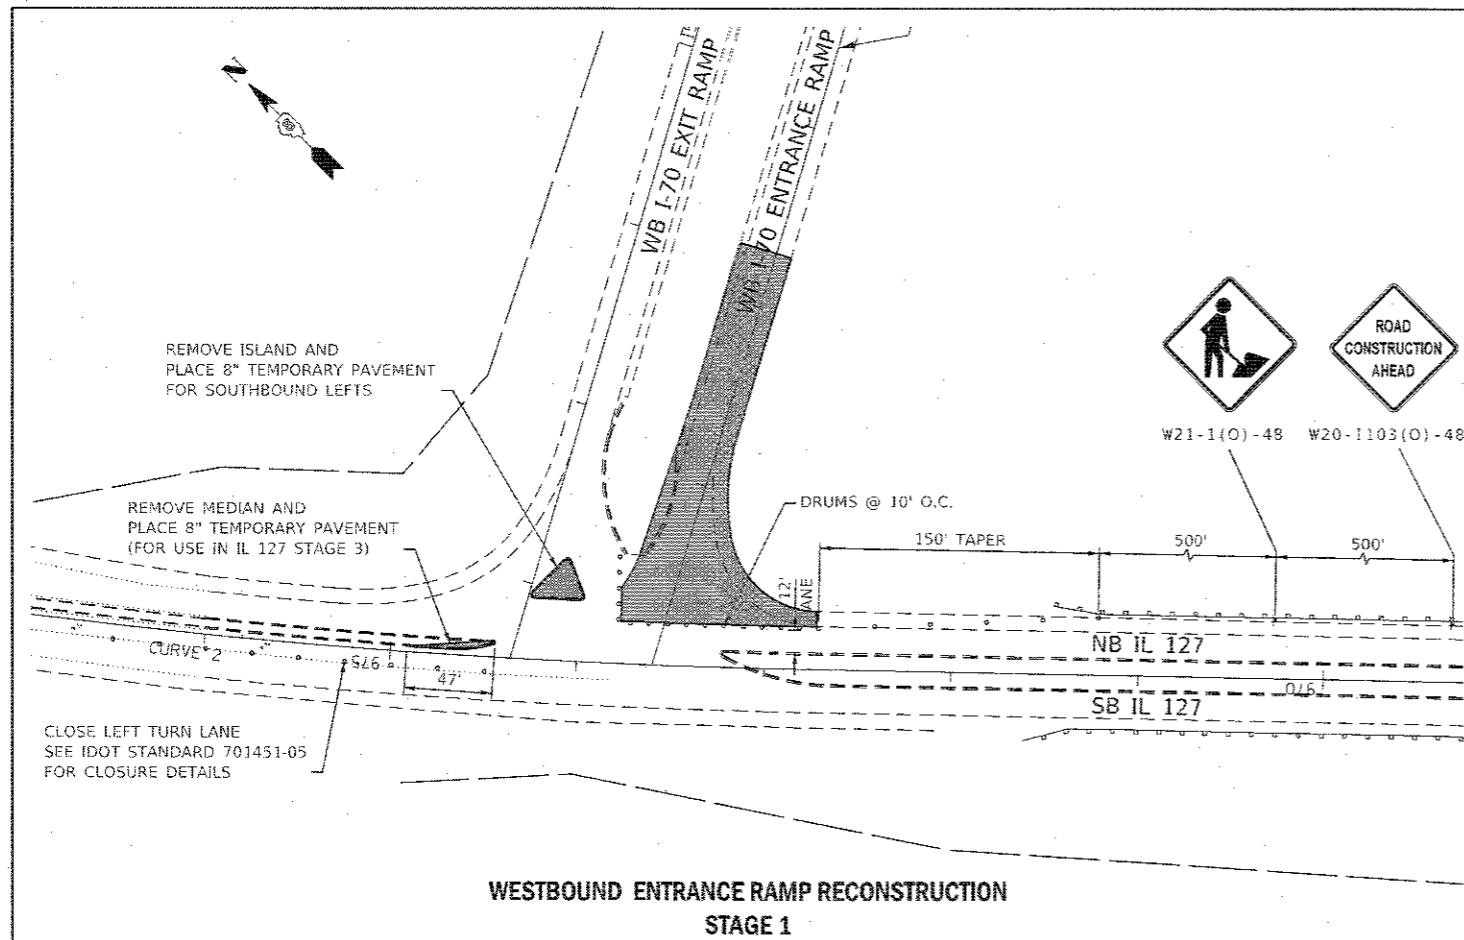 N
WB I-70 EXIT RAMP
WB I-70 ENTRANCE RAMP
REMOVE ISLAND AND
PLACE 8" TEMPORARY PAVEMENT
FOR SOUTHBOUND LEFTS
ROAD
CONSTRUCTION
AHEAD
W21-1(O)-48
W20-1103(O)-48
REMOVE MEDIAN AND
PLACE 8" TEMPORARY PAVEMENT
(FOR USE IN IL 127 STAGE 3)
DRUMS @ 10' O.C.
150' TAPER
500'
500'
12'
LANE
CURVE 2
975
47'
NB IL 127
970
SB IL 127
CLOSE LEFT TURN LANE
SEE IDOT STANDARD 701451-05
FOR CLOSURE DETAILS
WESTBOUND ENTRANCE RAMP RECONSTRUCTION
STAGE 1